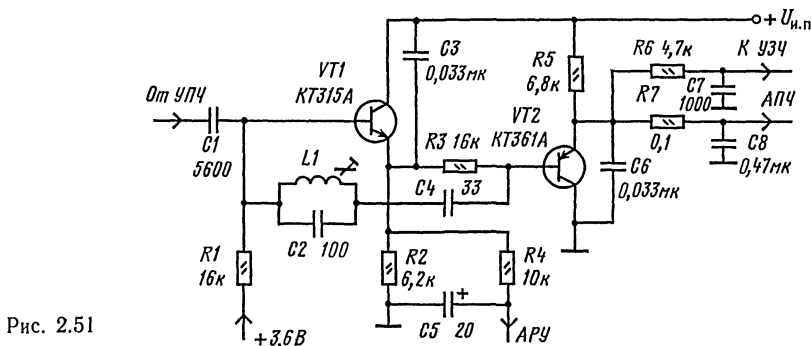 + Uи.п
C3
0,033мк
R5
6,8к
R6 4,7к
К УЗЧ
VT1
КТ315А
C7
1000
От УПЧ
VT2
КТ361А
R7
АПЧ
C1
5600
R3 16к
0,1
C8
0,47мк
L1
C4
33
C6
0,033мк
C2 100
R1
16к
R2
6,2к
R4
10к
+
C5
20
АРУ
+3.6В
Рис. 2.51